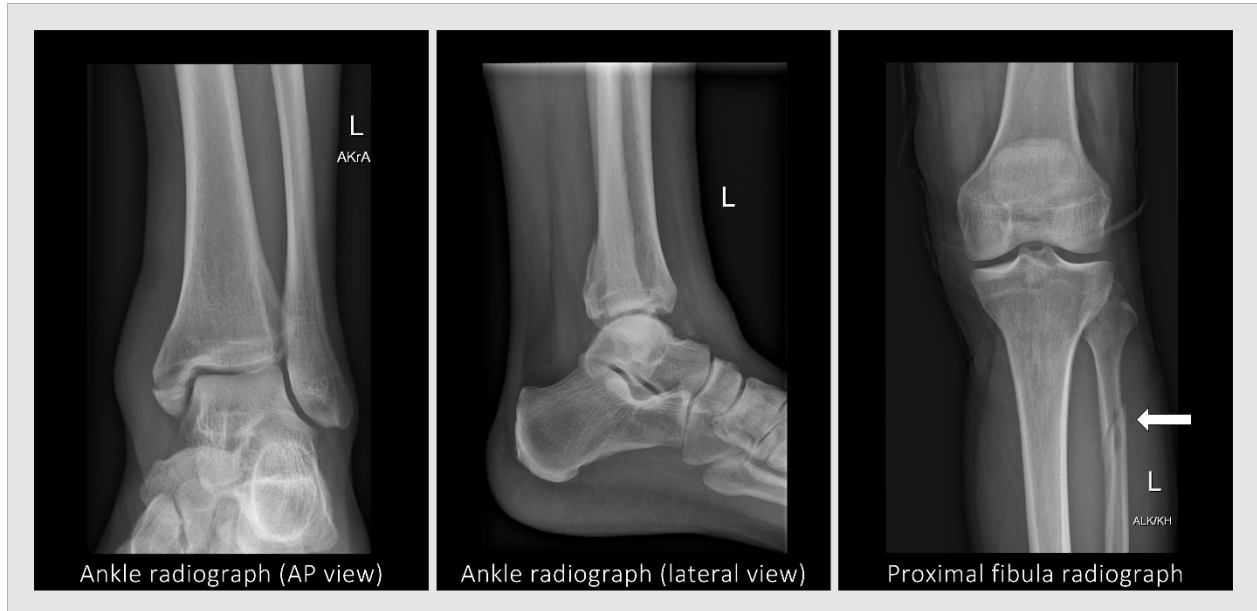 L
AKrA
Ankle radiograph (AP view)
L
Ankle radiograph (lateral view)
L
ALK/KH
Proximal fibula radiograph